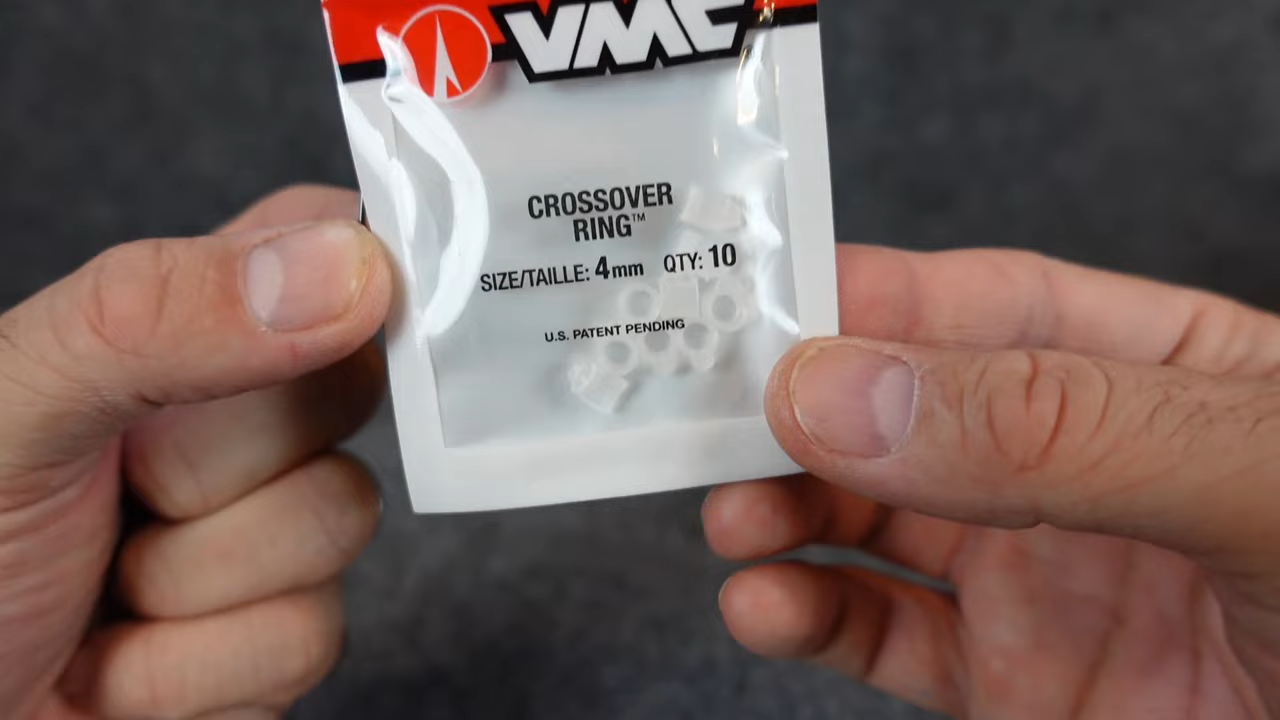 VMC
CROSSOVER
RING™
SIZE/TAILLE: 4mm QTY: 10
U.S. PATENT PENDING